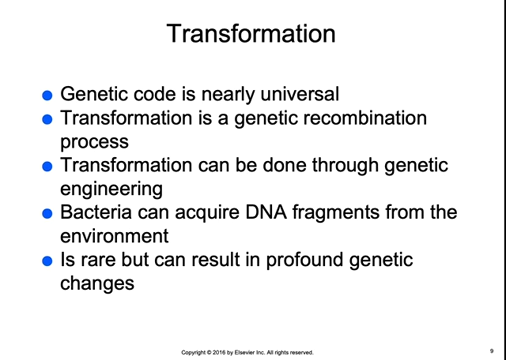 Transformation
● Genetic code is nearly universal
● Transformation is a genetic recombination
process
● Transformation can be done through genetic
engineering
● Bacteria can acquire DNA fragments from the
environment
● Is rare but can result in profound genetic
changes
Copyright © 2016 by Elsevier Inc. All rights reserved.
9